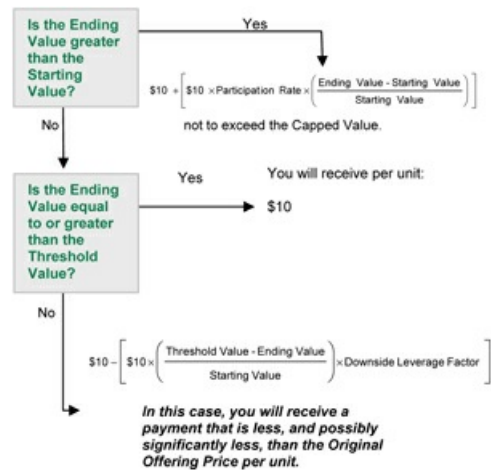 Is the Ending
Value greater
than the
Starting
Value?
Yes
$10 + [ $10 × Participation Rate × ( Ending Value - Starting Value / Starting Value ) ]
not to exceed the Capped Value.
No
Is the Ending
Value equal
to or greater
than the
Threshold
Value?
Yes
You will receive per unit:
$10
No
$10 – [ $10 × ( Threshold Value - Ending Value / Starting Value ) × Downside Leverage Factor ]
In this case, you will receive a
payment that is less, and possibly
significantly less, than the Original
Offering Price per unit.